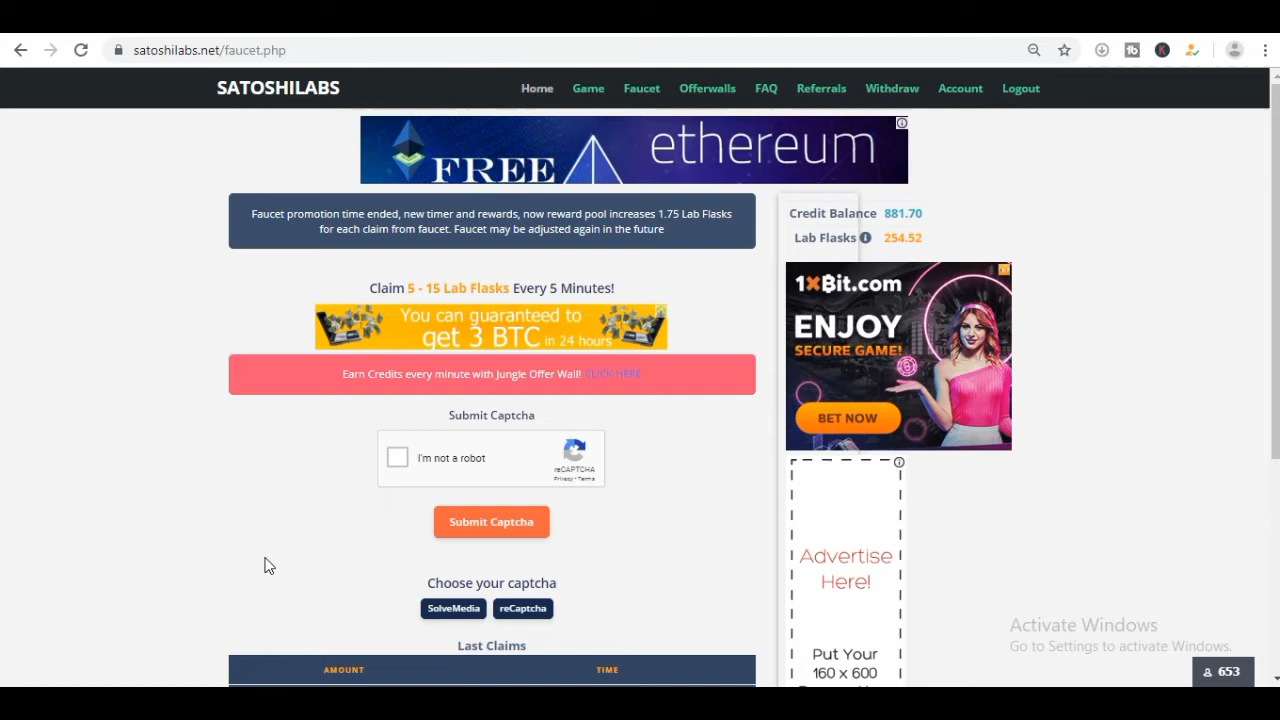 satoshilabs.net/faucet.php
SATOSHILABS
Home Game Faucet Offerwalls FAQ Referrals Withdraw Account Logout
FREE ethereum
Faucet promotion time ended, new timer and rewards, now reward pool increases 1.75 Lab Flasks
for each claim from faucet. Faucet may be adjusted again in the future
Credit Balance 881.70
Lab Flasks 254.52
Claim 5 - 15 Lab Flasks Every 5 Minutes!
You can guaranteed to
get 3 BTC in 24 hours
Earn Credits every minute with Jungle Offer Wall! CLICK HERE
Submit Captcha
I'm not a robot
reCAPTCHA
Privacy - Terms
Submit Captcha
Choose your captcha
SolveMedia reCaptcha
Last Claims
AMOUNT TIME
1xBit.com
ENJOY
SECURE GAME!
BET NOW
Advertise
Here!
Put Your
160 x 600
Activate Windows
Go to Settings to activate Windows.
653